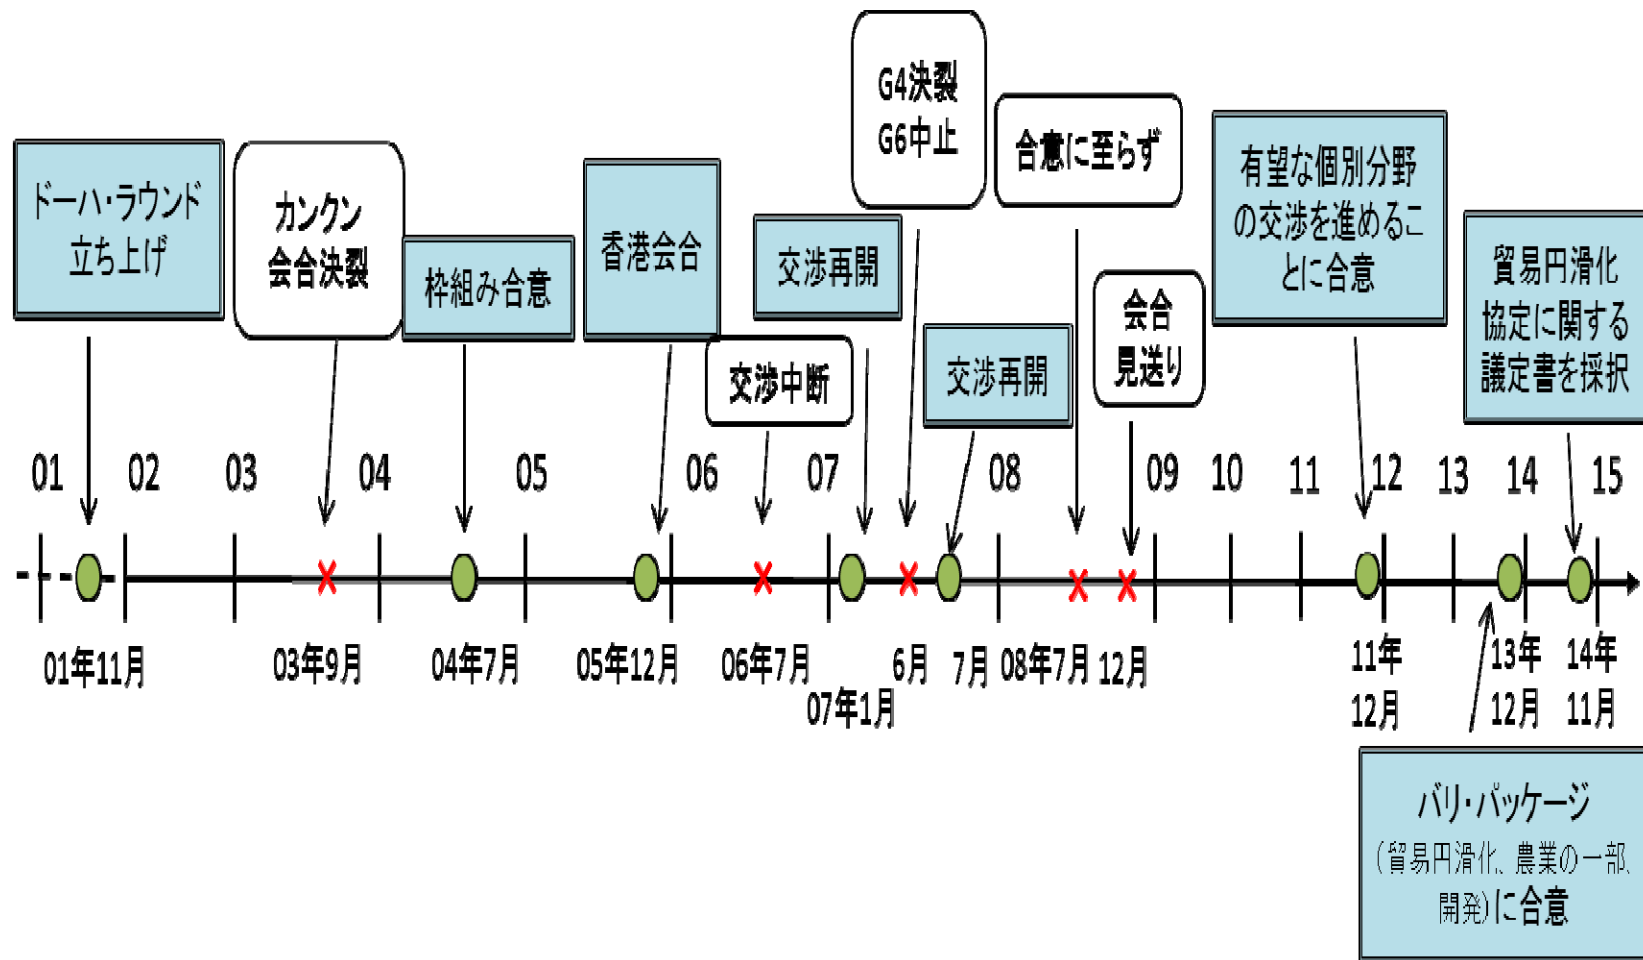 ドーハ・ラウンド
立ち上げ
カンクン
会合決裂
枠組み合意
香港会合
交渉中断
交渉再開
G4決裂
G6中止
交渉再開
合意に至らず
会合
見送り
有望な個別分野
の交渉を進めるこ
とに合意
貿易円滑化
協定に関する
議定書を採択
01 02 03 04 05 06 07 08 09 10 11 12 13 14 15
01年11月
03年9月
04年7月
05年12月
06年7月
07年1月
6月
7月
08年7月
12月
11年
12月
13年
12月
14年
11月
バリ・パッケージ
(貿易円滑化、農業の一部、
開発)に合意